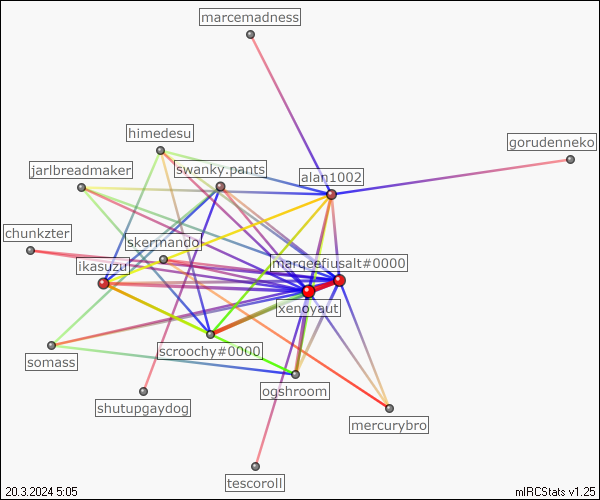 marcemadness
himedesu
gorudenneko
jarlbreadmaker
swanky.pants
alan1002
chunkzter
skermando
ikasuzu
marqeefiusalt#0000
xenoyaut
somass
scroochy#0000
ogshroom
shutupgaydog
mercurybro
tescoroll
20.3.2024 5:05
mIRCStats v1.25